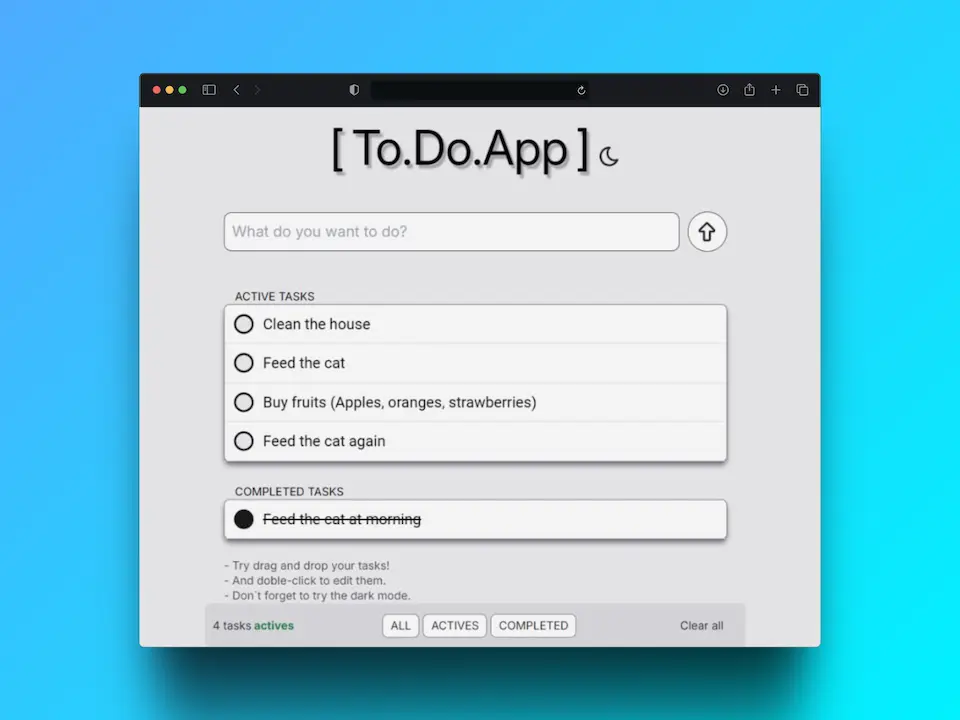 [ To.Do.App ]
What do you want to do?
ACTIVE TASKS
Clean the house
Feed the cat
Buy fruits (Apples, oranges, strawberries)
Feed the cat again
COMPLETED TASKS
Feed the cat at morning
- Try drag and drop your tasks!
- And doble-click to edit them.
- Don´t forget to try the dark mode.
4 tasks actives ALL ACTIVES COMPLETED Clear all